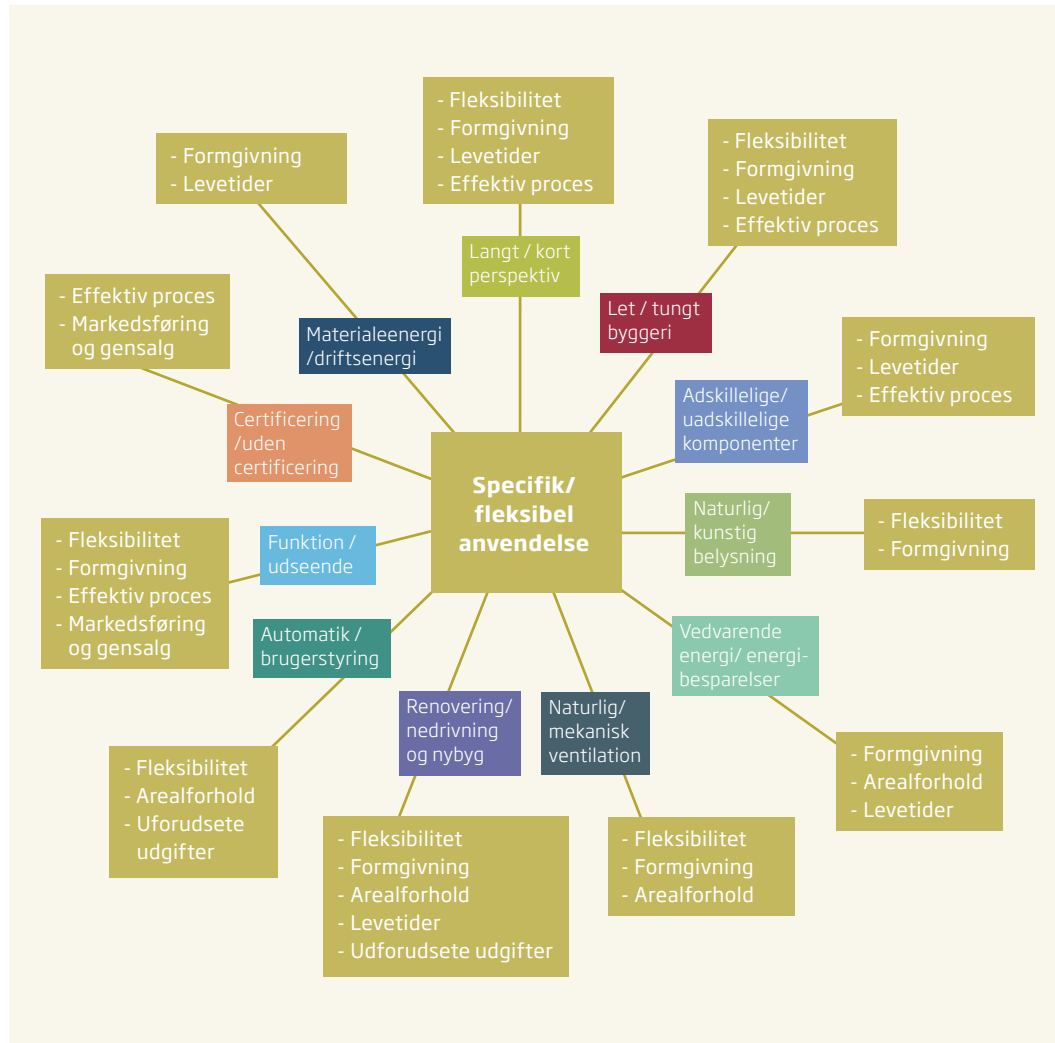 - Fleksibilitet
- Formgivning
- Levetider
- Effektiv proces
Langt / kort
perspektiv
- Fleksibilitet
- Formgivning
- Levetider
- Effektiv proces
Let / tungt
byggeri
- Formgivning
- Levetider
- Effektiv proces
Adskillelige/
uadskillelige
komponenter
- Fleksibilitet
- Formgivning
Naturlig/
kunstig
belysning
Vedvarende
energi/ energi-
besparelser
- Formgivning
- Arealforhold
- Levetider
Naturlig/
mekanisk
ventilation
- Fleksibilitet
- Formgivning
- Arealforhold
Renovering/
nedrivning
og nybyg
- Fleksibilitet
- Formgivning
- Arealforhold
- Levetider
- Udforudsete udgifter
Automatik /
brugerstyring
- Fleksibilitet
- Arealforhold
- Uforudsete
udgifter
Funktion /
udseende
- Fleksibilitet
- Formgivning
- Effektiv proces
- Markedsføring
og gensalg
Certificering
/uden
certificering
- Effektiv proces
- Markedsføring
og gensalg
Materialeenergi
/driftsenergi
- Formgivning
- Levetider
Specifik/
fleksibel
anvendelse